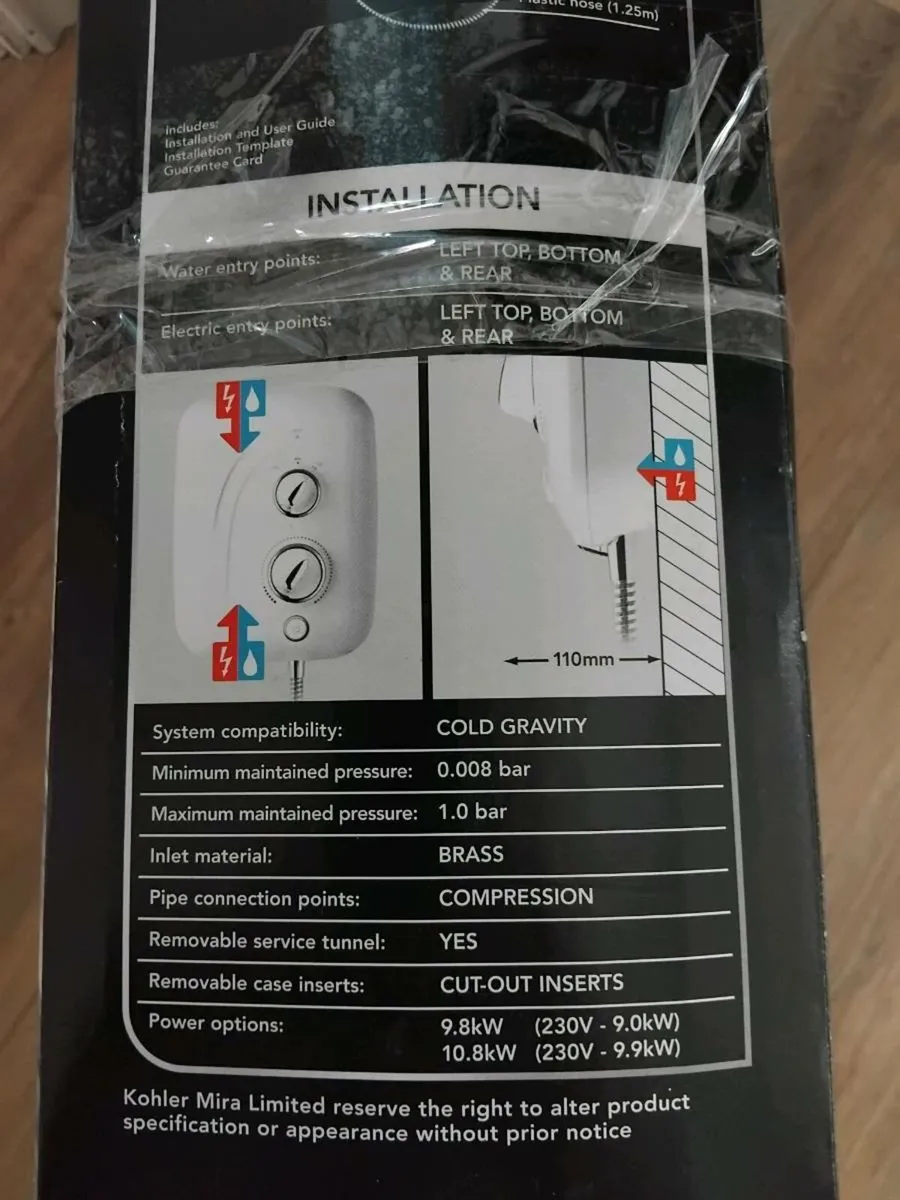 hose (1.25m)
Includes:
Installation and User Guide
Installation Template
Guarantee Card
INSTALLATION
Water entry points: LEFT TOP, BOTTOM
& REAR
Electric entry points: LEFT TOP, BOTTOM
& REAR
110mm
System compatibility: COLD GRAVITY
Minimum maintained pressure: 0.008 bar
Maximum maintained pressure: 1.0 bar
Inlet material: BRASS
Pipe connection points: COMPRESSION
Removable service tunnel: YES
Removable case inserts: CUT-OUT INSERTS
Power options: 9.8kW (230V - 9.0kW)
10.8kW (230V - 9.9kW)
Kohler Mira Limited reserve the right to alter product
specification or appearance without prior notice